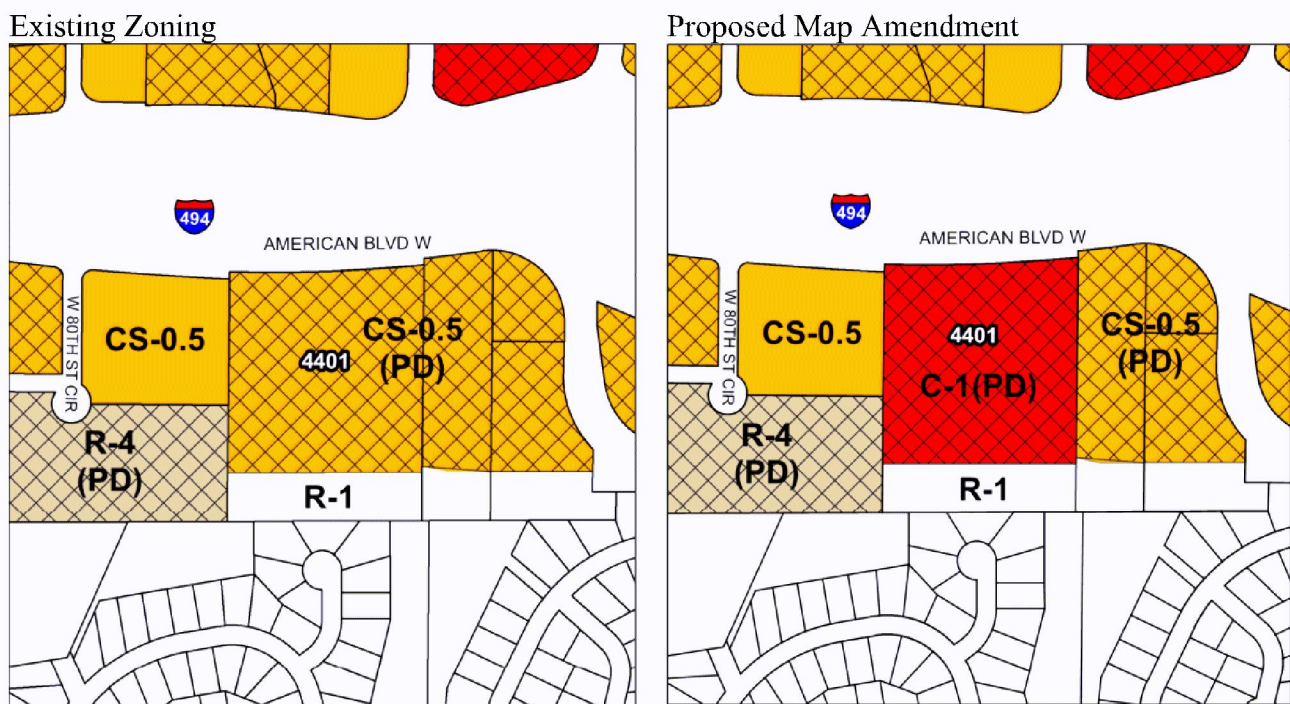 Existing Zoning
494
AMERICAN BLVD W
W 80TH ST CIR
CS-0.5
CS-0.5
(PD)
4401
R-4
(PD)
R-1
Proposed Map Amendment
494
AMERICAN BLVD W
W 80TH ST CIR
CS-0.5
4401
C-1(PD)
CS-0.5
(PD)
R-4
(PD)
R-1